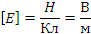 [E] = Н/Кл = В/м